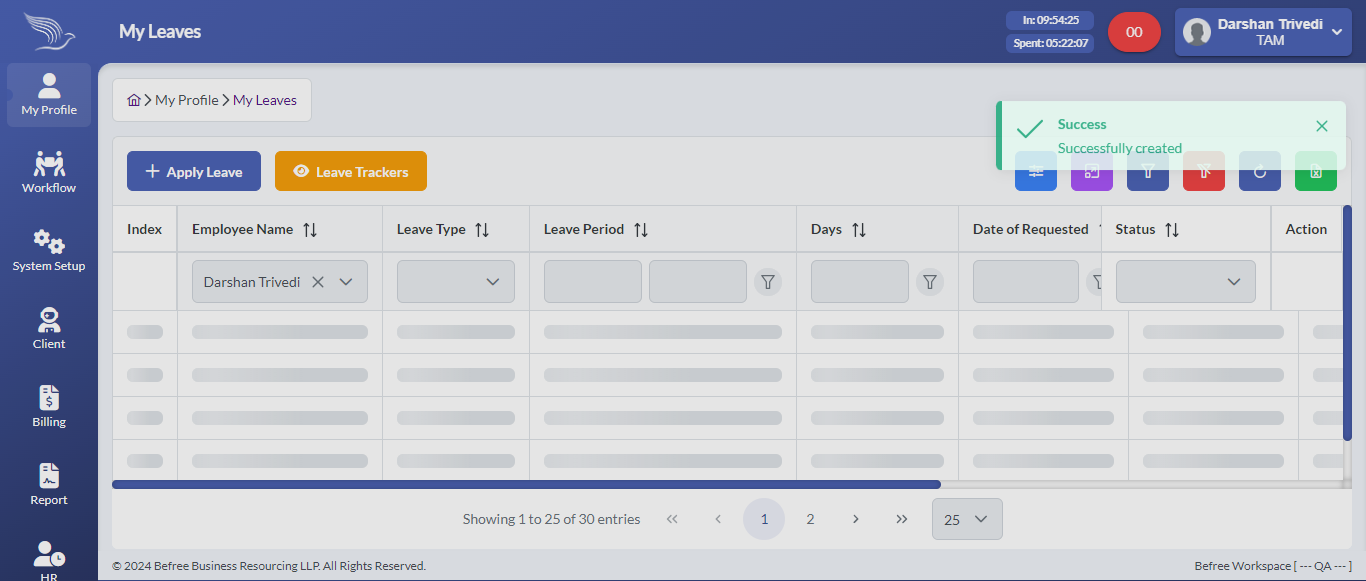 My Leaves
In: 09:54:25
Spent: 05:22:07
00
Darshan Trivedi
TAM
My Profile
Workflow
System Setup
Client
Billing
Report
HR
My Profile My Leaves
Success
Successfully created
Apply Leave
Leave Trackers
Index Employee Name Leave Type Leave Period Days Date of Requested Status Action
Darshan Trivedi
Showing 1 to 25 of 30 entries 1 2 25
© 2024 Befree Business Resourcing LLP. All Rights Reserved.
Befree Workspace [ --- QA --- ]